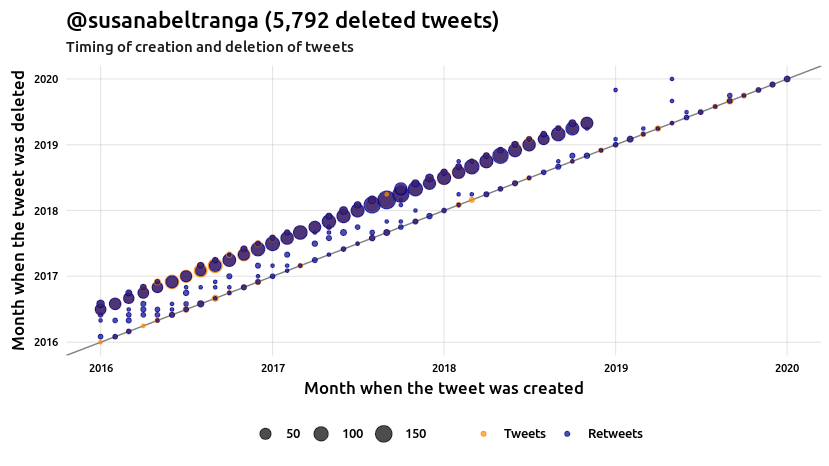 @susanabeltranga (5,792 deleted tweets)
Timing of creation and deletion of tweets
Month when the tweet was deleted
2020
2019
2018
2017
2016
2016 2017 2018 2019 2020
Month when the tweet was created
50 100 150 Tweets Retweets